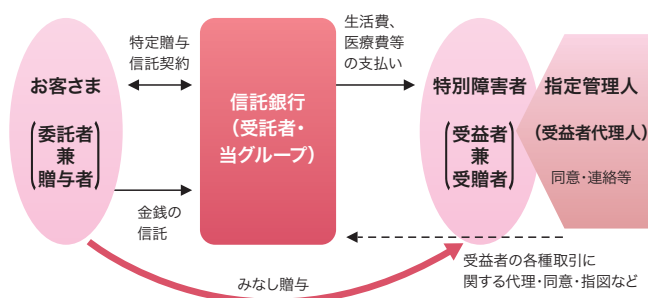 お客さま
(委託者
兼
贈与者)
特定贈与
信託契約
金銭の
信託
信託銀行
(受託者・
当グループ)
生活費、
医療費等
の支払い
特別障害者
(受益者
兼
受贈者)
指定管理人
(受益者代理人)
同意・連絡等
受益者の各種取引に
関する代理・同意・指図など
みなし贈与